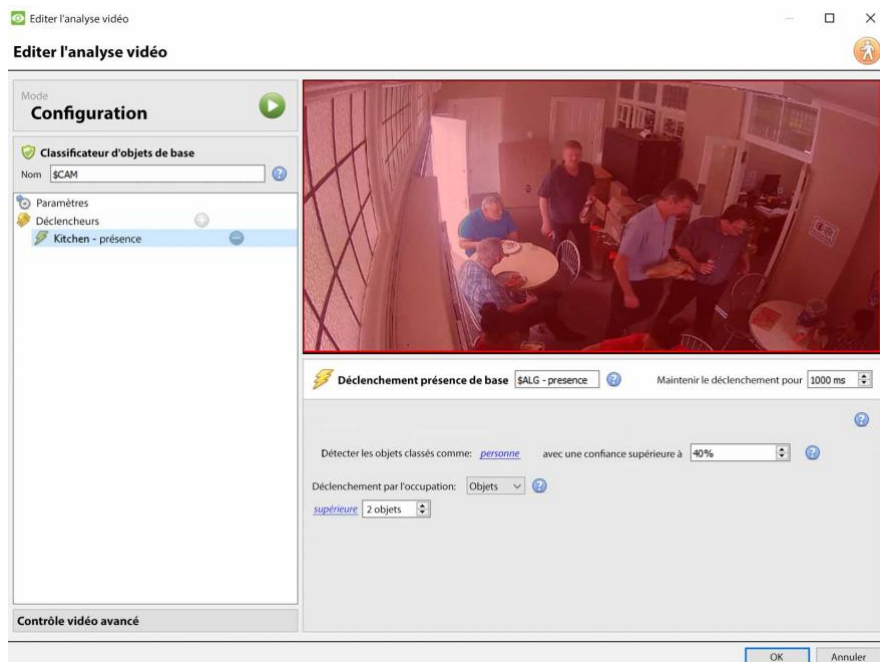 Editer l'analyse vidéo
Editer l'analyse vidéo
Mode
Configuration
Classificateur d'objets de base
Nom $CAM
Paramètres
Déclencheurs
Kitchen - présence
Déclenchement présence de base $ALG - presence Maintenir le déclenchement pour 1000 ms
Détecter les objets classés comme: personne avec une confiance supérieure à 40%
Déclenchement par l'occupation: Objets
supérieure 2 objets
Contrôle vidéo avancé
OK Annuler